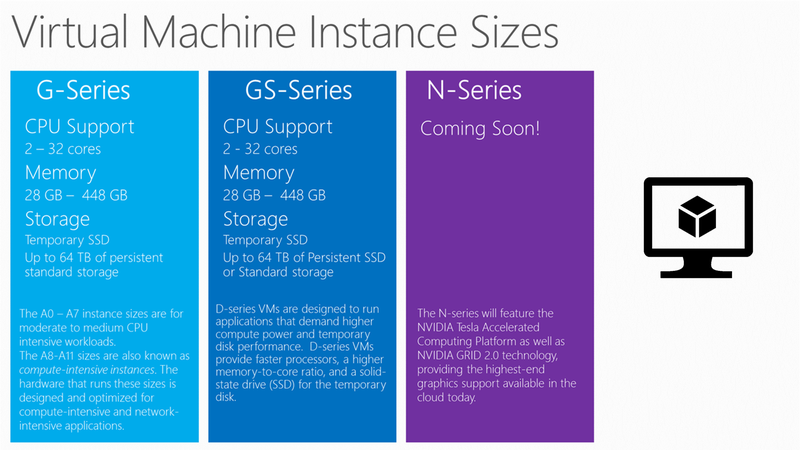 Virtual Machine Instance Sizes
G-Series
CPU Support
2 – 32 cores
Memory
28 GB – 448 GB
Storage
Temporary SSD
Up to 64 TB of persistent
standard storage
The A0 – A7 instance sizes are for
moderate to medium CPU
intensive workloads.
The A8-A11 sizes are also known as
compute-intensive instances. The
hardware that runs these sizes is
designed and optimized for
compute-intensive and network-
intensive applications.
GS-Series
CPU Support
2 - 32 cores
Memory
28 GB – 448 GB
Storage
Temporary SSD
Up to 64 TB of Persistent SSD
or Standard storage
D-series VMs are designed to run
applications that demand higher
compute power and temporary
disk performance. D-series VMs
provide faster processors, a higher
memory-to-core ratio, and a solid-
state drive (SSD) for the temporary
disk.
N-Series
Coming Soon!
The N-series will feature the
NVIDIA Tesla Accelerated
Computing Platform as well as
NVIDIA GRID 2.0 technology,
providing the highest-end
graphics support available in the
cloud today.